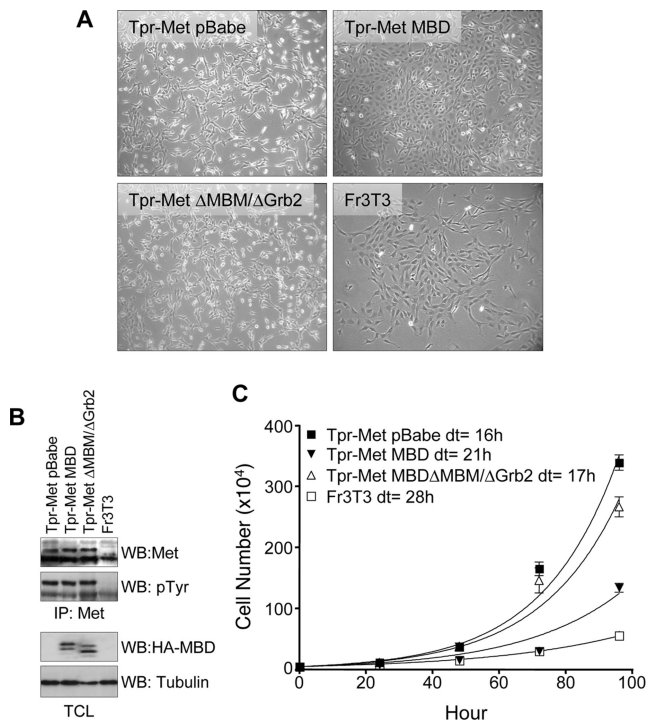 A
Tpr-Met pBabe
Tpr-Met MBD
Tpr-Met ΔMBM/ΔGrb2
Fr3T3
B
Tpr-Met pBabe
Tpr-Met MBD
Tpr-Met ΔMBM/ΔGrb2
Fr3T3
WB:Met
WB: pTyr
IP: Met
WB:HA-MBD
WB: Tubulin
TCL
C
400
300
200
100
0
Cell Number (x10⁴)
Tpr-Met pBabe dt= 16h
Tpr-Met MBD dt= 21h
Tpr-Met MBDΔMBM/ΔGrb2 dt= 17h
Fr3T3 dt= 28h
0 20 40 60 80 100
Hour